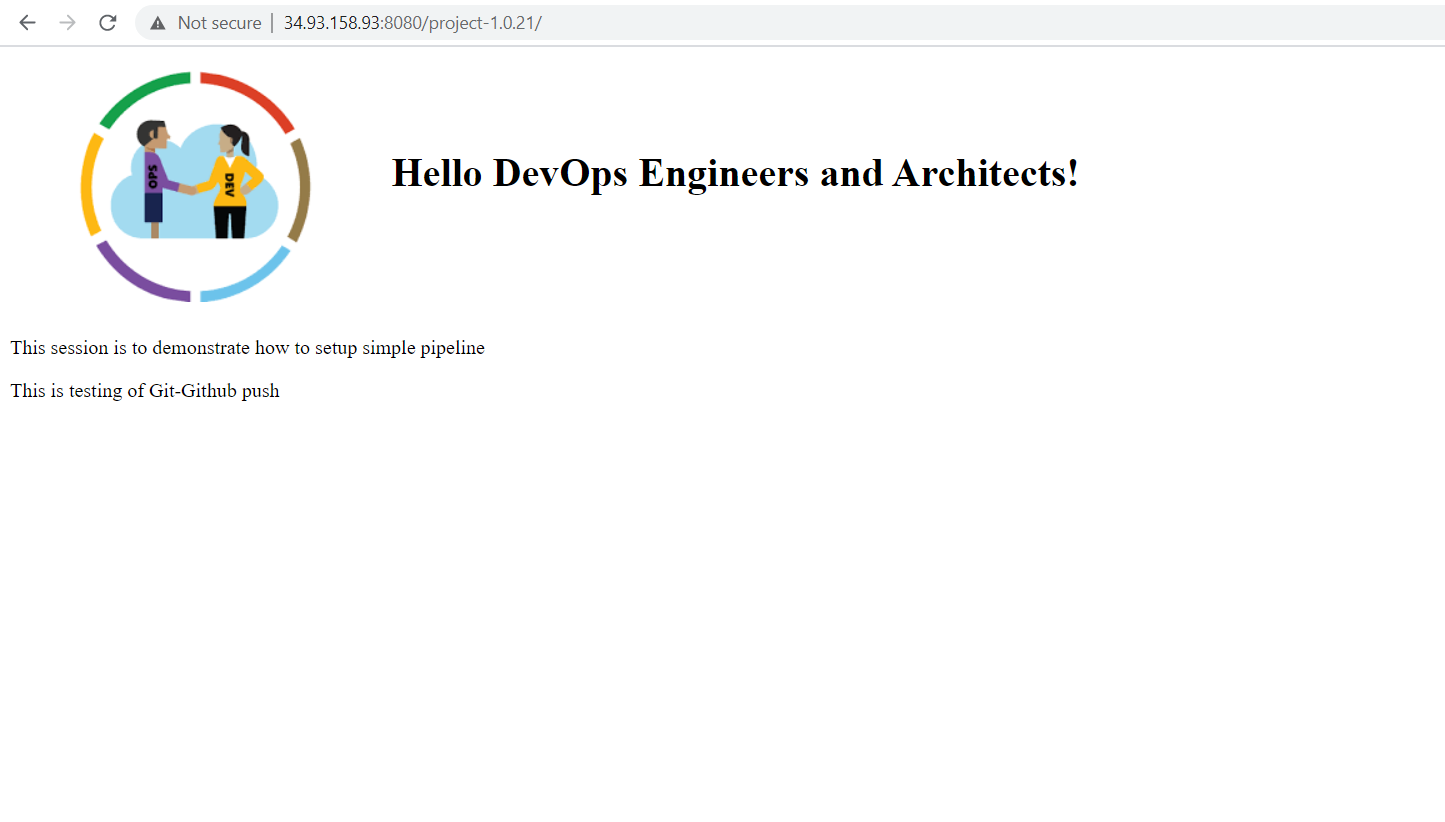 Not secure | 34.93.158.93:8080/project-1.0.21/
OPS
DEV
Hello DevOps Engineers and Architects!
This session is to demonstrate how to setup simple pipeline
This is testing of Git-Github push